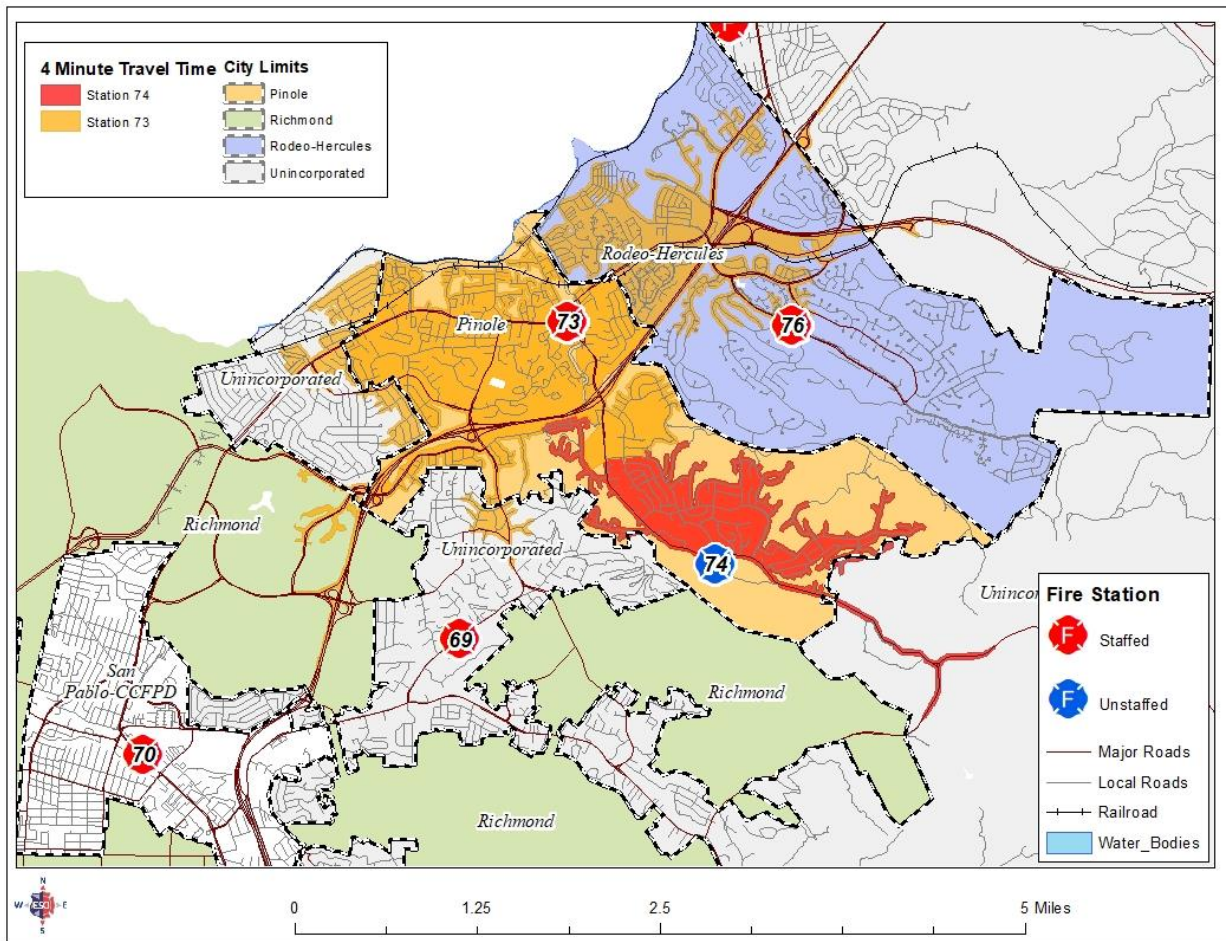 4 Minute Travel Time
Station 74
Station 73
City Limits
Pinole
Richmond
Rodeo-Hercules
Unincorporated
F
Rodeo-Hercules
73
Pinole
76
Unincorporated
Richmond
Unincorporated
74
Unincor
69
San
Pablo-CCFPD
Richmond
70
Richmond
Fire Station
F Staffed
F Unstaffed
Major Roads
Local Roads
Railroad
Water_Bodies
N
W ESCI E
S
0 1.25 2.5 5 Miles